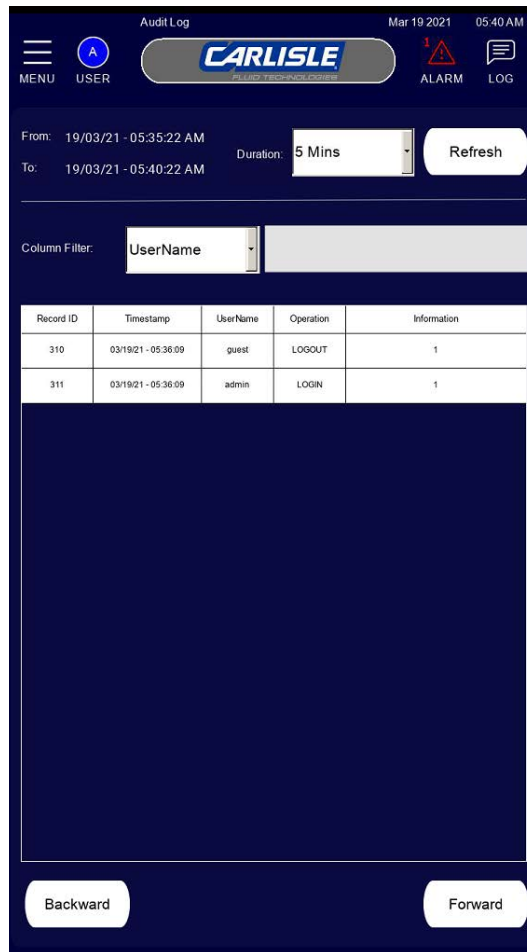 Audit Log Mar 19 2021 05:40 AM
A
1
MENU USER CARLISLE ALARM LOG
FLUID TECHNOLOGIES
From: 19/03/21 - 05:35:22 AM
Duration: 5 Mins Refresh
To: 19/03/21 - 05:40:22 AM
Column Filter: UserName
Record ID Timestamp UserName Operation Information
310 03/19/21 - 05:36:09 guest LOGOUT 1
311 03/19/21 - 05:36:09 admin LOGIN 1
Backward Forward